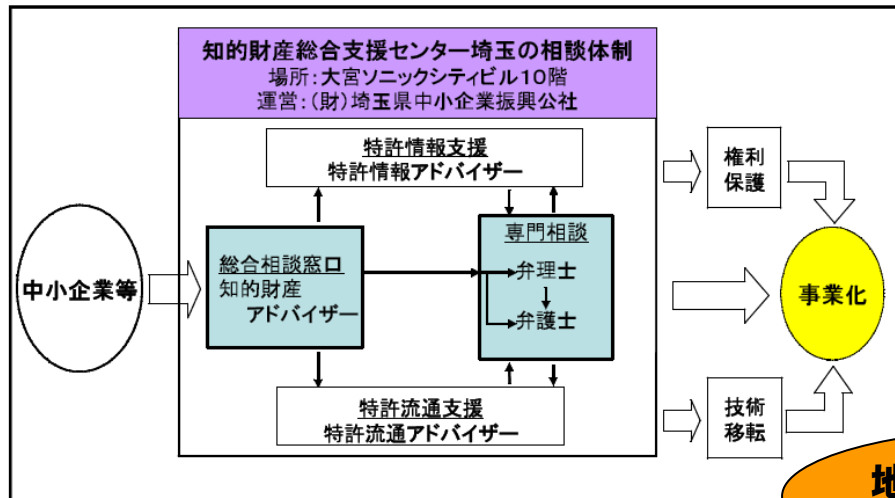 知的財産総合支援センター埼玉の相談体制
場所：大宮ソニックシティビル１０階
運営：（財）埼玉県中小企業振興公社
特許情報支援
特許情報アドバイザー
権利
保護
専門相談
弁理士
弁護士
総合相談窓口
知的財産
アドバイザー
中小企業等
事業化
特許流通支援
特許流通アドバイザー
技術
移転